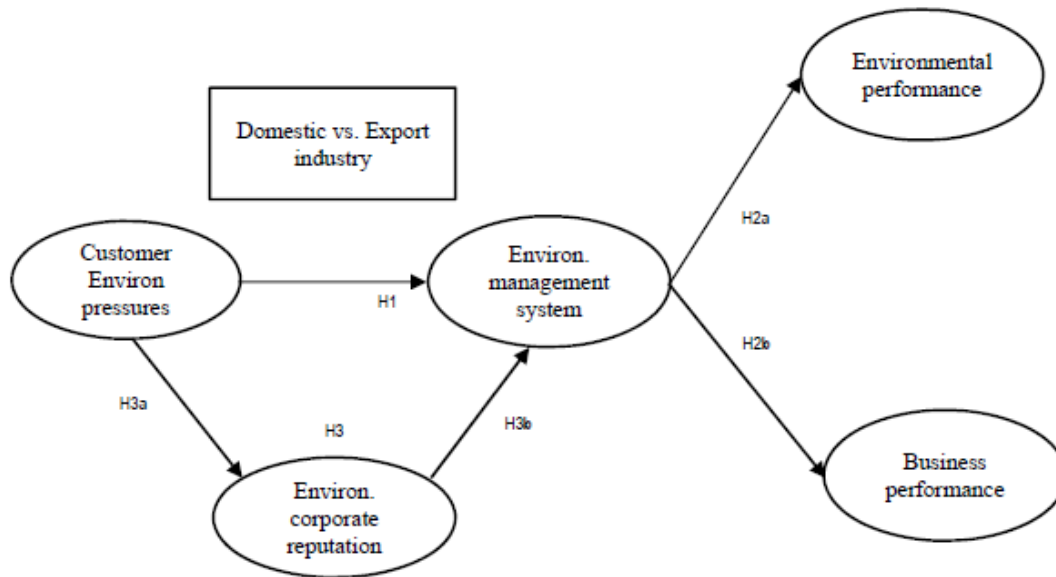 Environmental
performance
Domestic vs. Export
industry
H2a
Customer
Environ
pressures
H1
Environ.
management
system
H2b
H3a
H3
H3b
Environ.
corporate
reputation
Business
performance